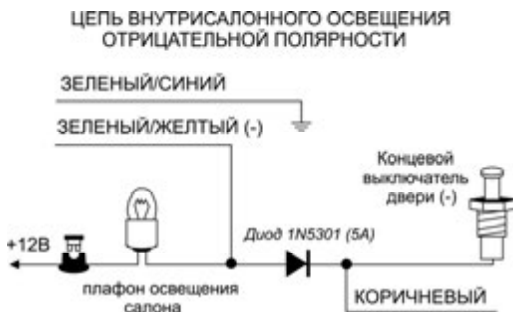 ЦЕПЬ ВНУТРИСАЛОННОГО ОСВЕЩЕНИЯ
ОТРИЦАТЕЛЬНОЙ ПОЛЯРНОСТИ
ЗЕЛЕНЫЙ/СИНИЙ
ЗЕЛЕНЫЙ/ЖЕЛТЫЙ (-)
Концевой
выключатель
двери (-)
Диод 1N5301 (5А)
+12В
плафон освещения
салона
КОРИЧНЕВЫЙ